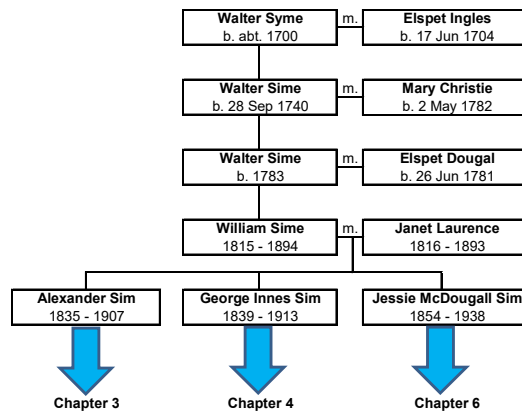 Walter Syme
b. abt. 1700
m.
Elspet Ingles
b. 17 Jun 1704
Walter Sime
b. 28 Sep 1740
m.
Mary Christie
b. 2 May 1782
Walter Sime
b. 1783
m.
Elspet Dougal
b. 26 Jun 1781
William Sime
1815 - 1894
m.
Janet Laurence
1816 - 1893
Alexander Sim
1835 - 1907
George Innes Sim
1839 - 1913
Jessie McDougall Sim
1854 - 1938
Chapter 3
Chapter 4
Chapter 6